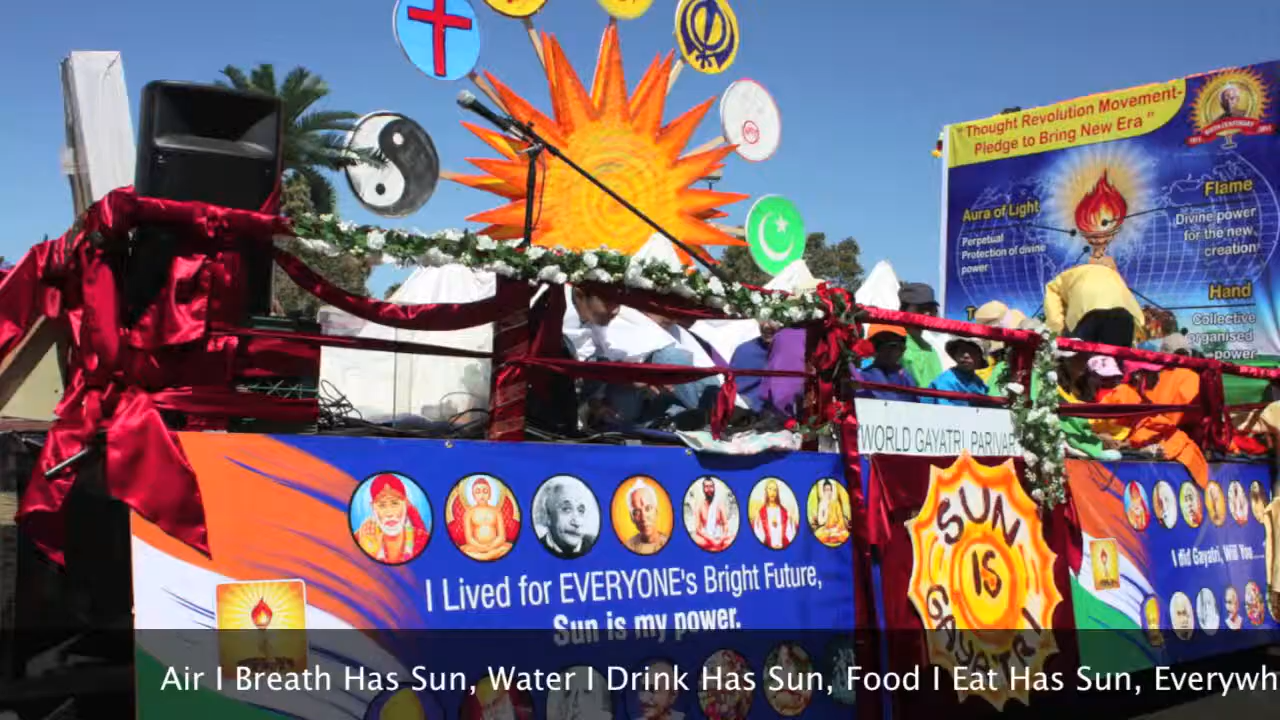 "Thought Revolution Movement-
Pledge to Bring New Era "
Aura of Light
Perpetual
Protection of divine
power
Flame
Divine power
for the new
creation
Hand
Collective
organised
power
WORLD GAYATRI PARIVAR
SUN
IS
GAYATRI
I Lived for EVERYONE's Bright Future,
Sun is my power.
I did Gayatri, Will You....
Air I Breath Has Sun, Water I Drink Has Sun, Food I Eat Has Sun, Everywh